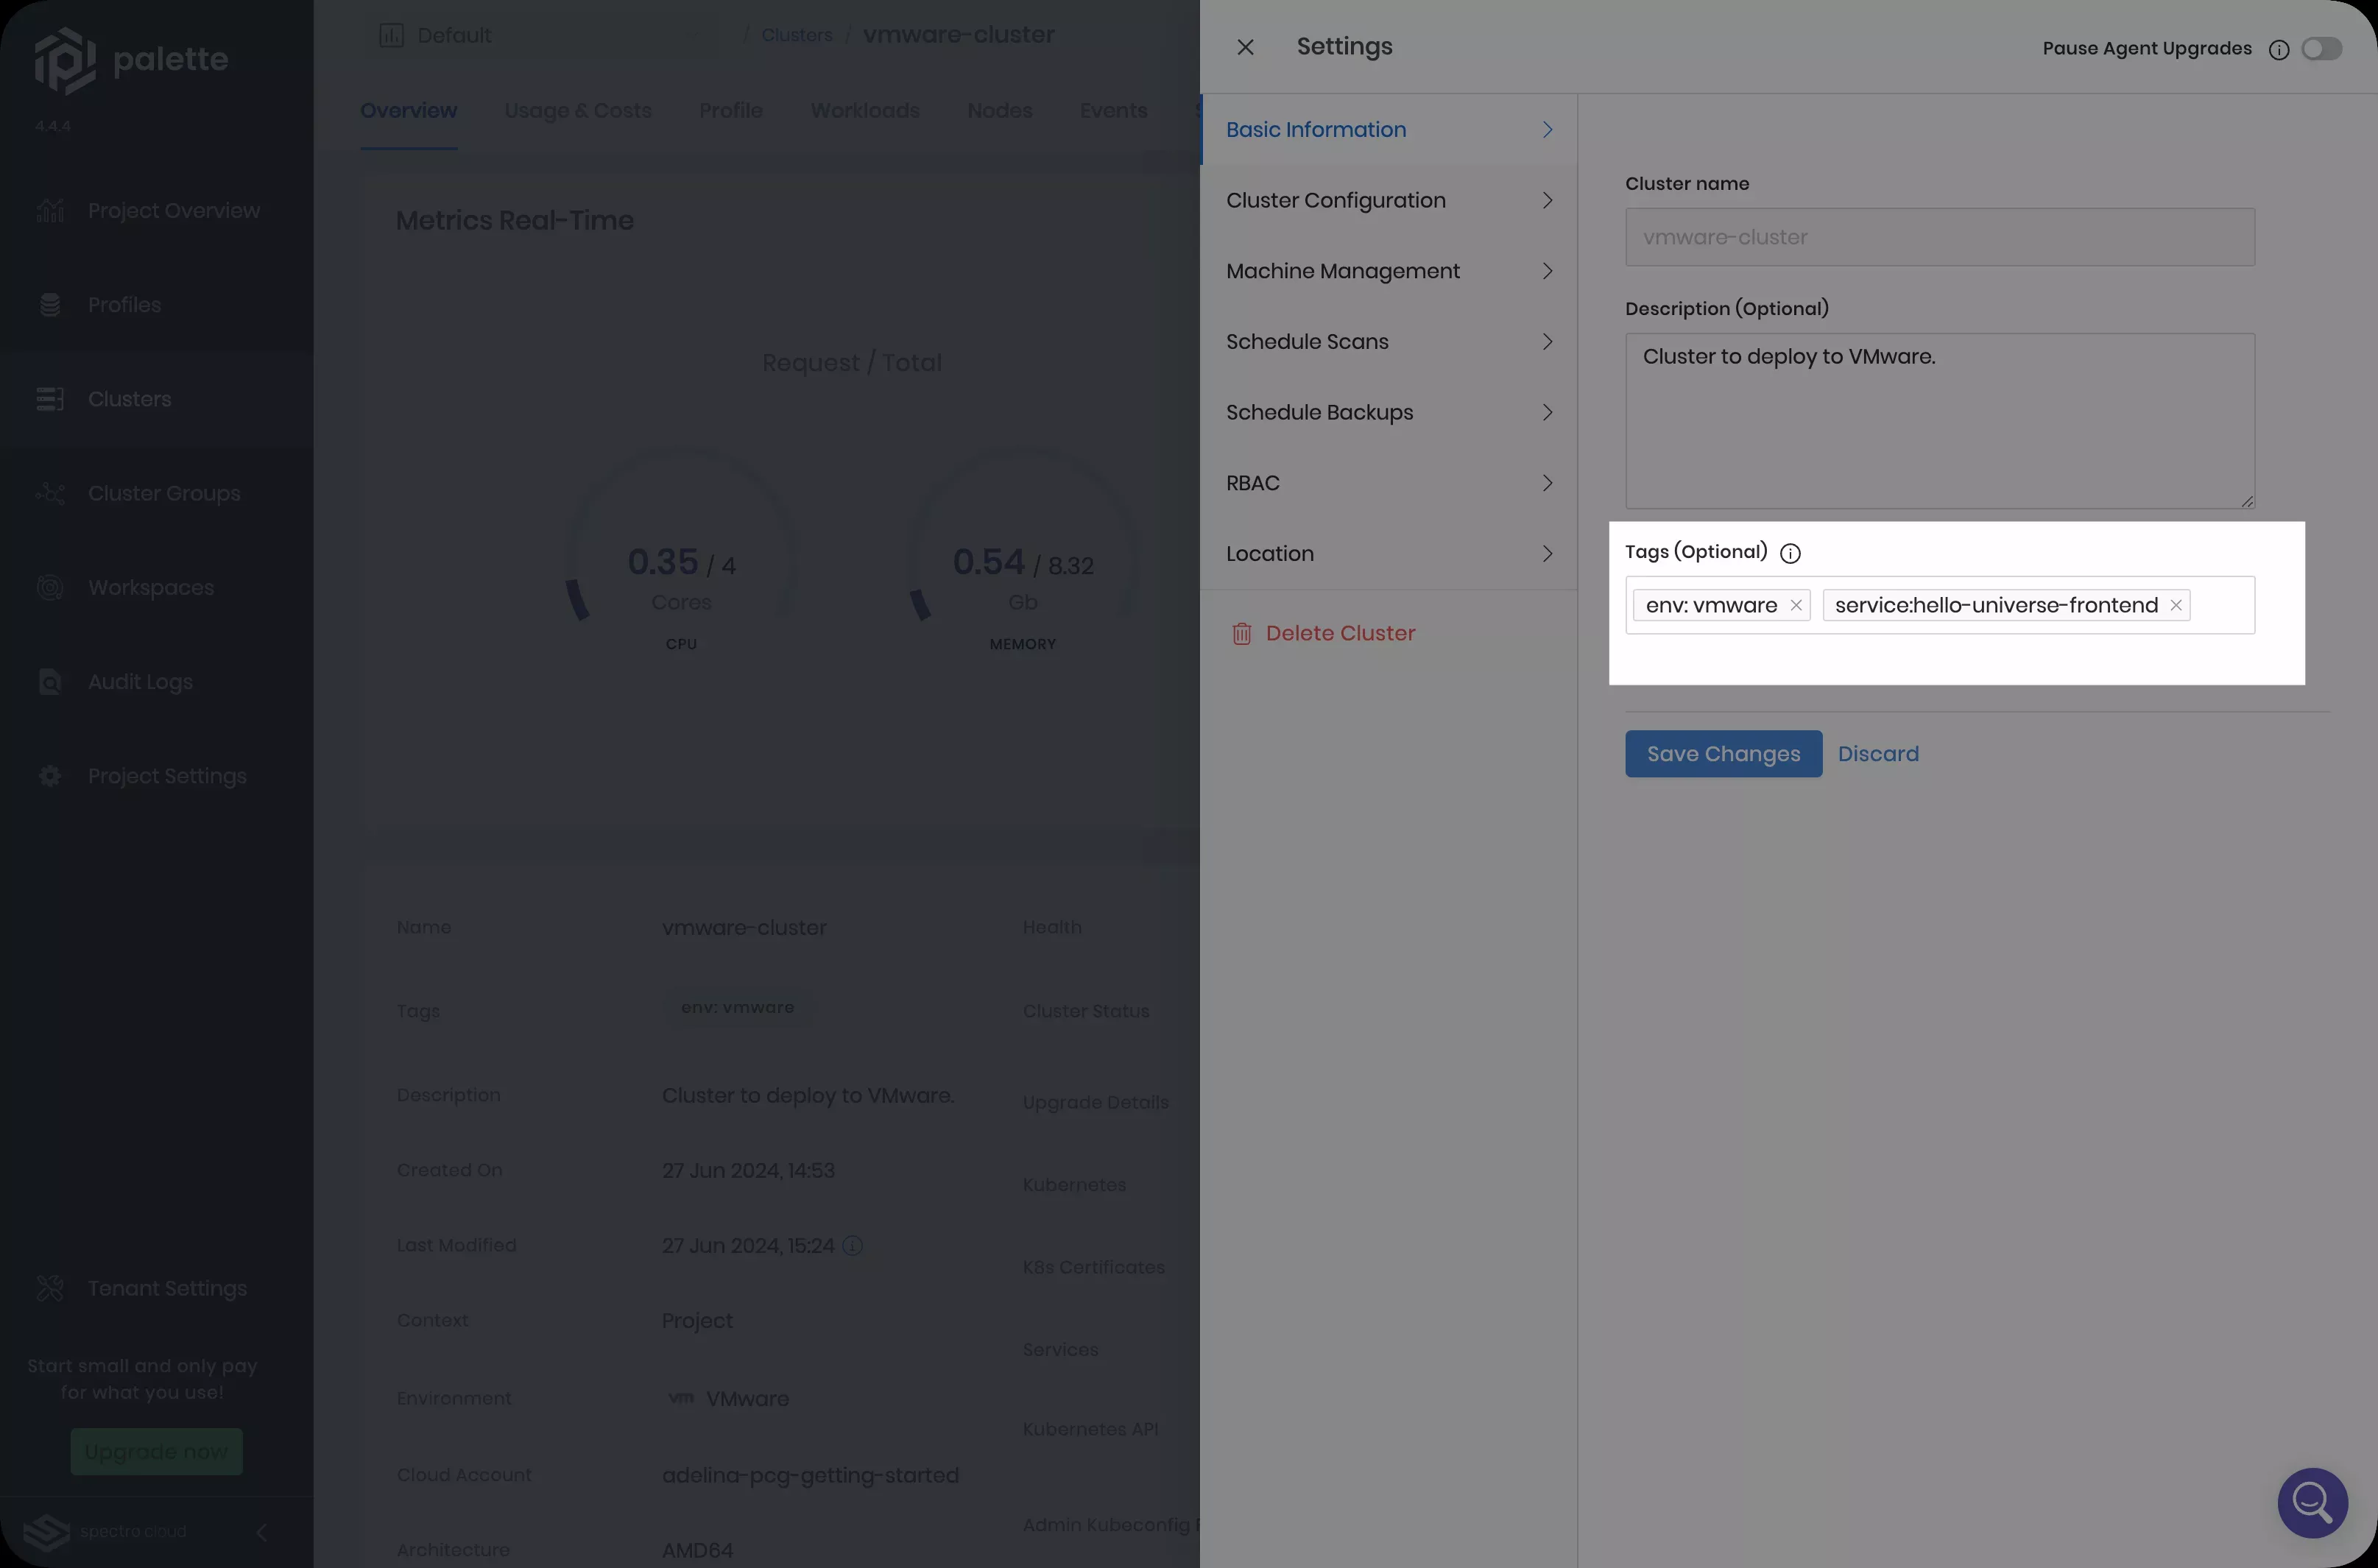 palette
4.4.4
Project Overview
Profiles
Clusters
Cluster Groups
Workspaces
Audit Logs
Project Settings
Tenant Settings
Start small and only pay
for what you use!
Upgrade now
spectro cloud
Default
/ Clusters / vmware-cluster
Overview Usage & Costs Profile Workloads Nodes Events
Metrics Real-Time
Request / Total
0.35 / 4
Cores
CPU
0.54 / 8.32
Gb
MEMORY
Name vmware-cluster
Tags env: vmware
Description Cluster to deploy to VMware.
Created On 27 Jun 2024, 14:53
Last Modified 27 Jun 2024, 15:24
Context Project
Environment vm VMware
Cloud Account adelina-pcg-getting-started
Architecture AMD64
Health
Cluster Status
Upgrade Details
Kubernetes
K8s Certificates
Services
Kubernetes API
Admin Kubeconfig
Settings
Pause Agent Upgrades
Basic Information
Cluster Configuration
Machine Management
Schedule Scans
Schedule Backups
RBAC
Location
Delete Cluster
Cluster name
vmware-cluster
Description (Optional)
Cluster to deploy to VMware.
Tags (Optional)
env: vmware service:hello-universe-frontend
Save Changes Discard